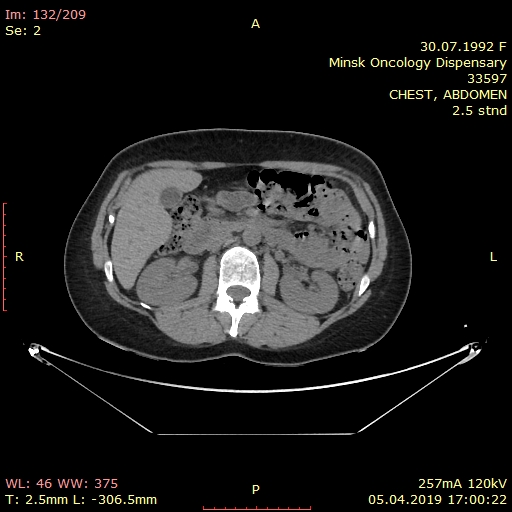 Im: 132/209
Se: 2
A
30.07.1992 F
Minsk Oncology Dispensary
33597
CHEST, ABDOMEN
2.5 stnd
R
L
WL: 46 WW: 375
T: 2.5mm L: -306.5mm
P
257mA 120kV
05.04.2019 17:00:22